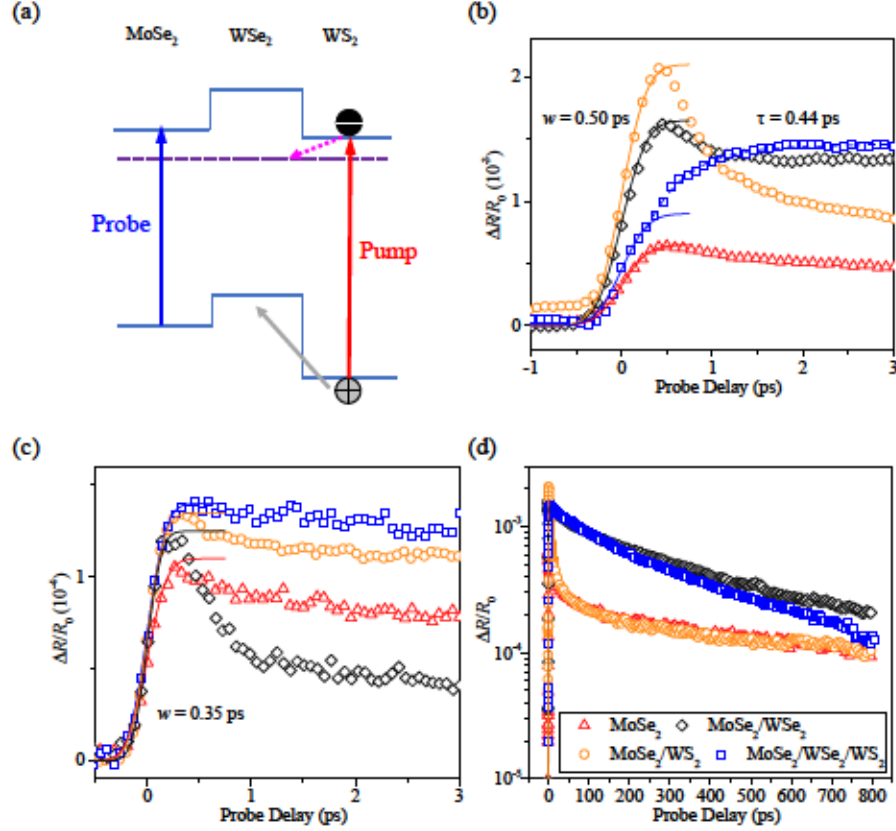 (a)
MoSe₂ WSe₂ WS₂
Probe
Pump
(b)
2
1
0
w = 0.50 ps
τ = 0.44 ps
ΔR/R₀ (10⁻³)
-1 0 1 2 3
Probe Delay (ps)
(c)
1
0
w = 0.35 ps
ΔR/R₀ (10⁻⁴)
0 1 2 3
Probe Delay (ps)
(d)
10⁻³
10⁻⁴
10⁻⁵
ΔR/R₀
MoSe₂ MoSe₂/WSe₂
MoSe₂/WS₂ MoSe₂/WSe₂/WS₂
0 100 200 300 400 500 600 700 800
Probe Delay (ps)